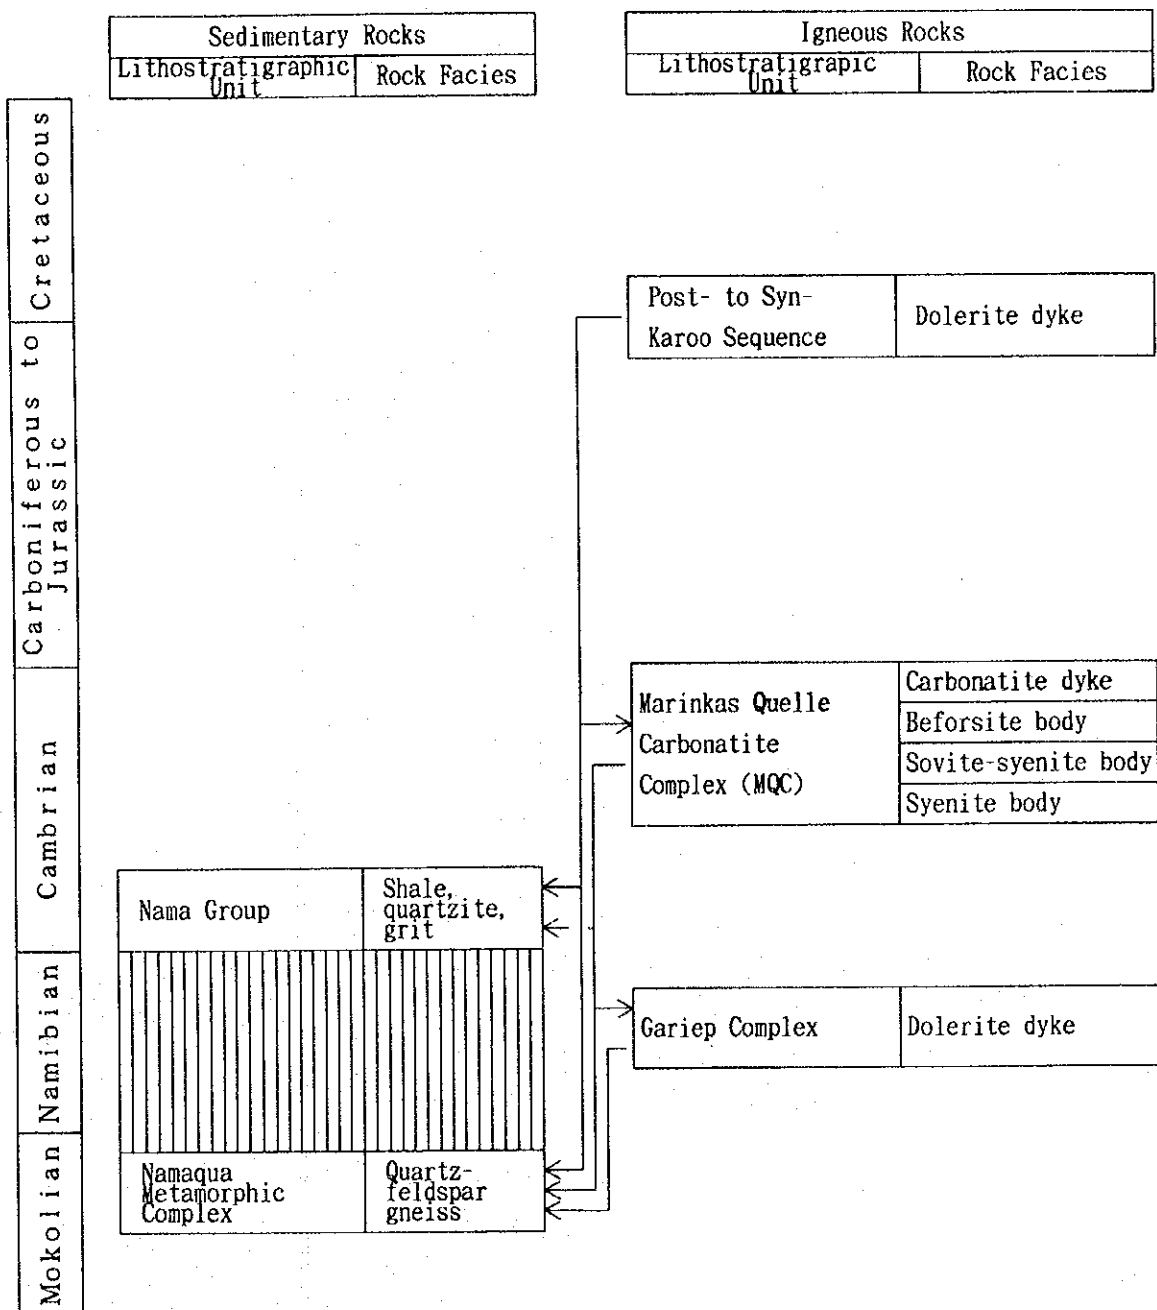 Sedimentary Rocks
Lithostratigraphic
Unit
Rock Facies
Igneous Rocks
Lithostratigrapic
Unit
Rock Facies
Cretaceous
Carboniferous to
Jurassic
Cambrian
Namibian
Mokolian
Post- to Syn-
Karoo Sequence
Dolerite dyke
Marinkas Quelle
Carbonatite
Complex (MQC)
Carbonatite dyke
Beforsite body
Sovite-syenite body
Syenite body
Nama Group
Shale,
quartzite,
grit
Gariep Complex
Dolerite dyke
Namaqua
Metamorphic
Complex
Quartz-
feldspar
gneiss